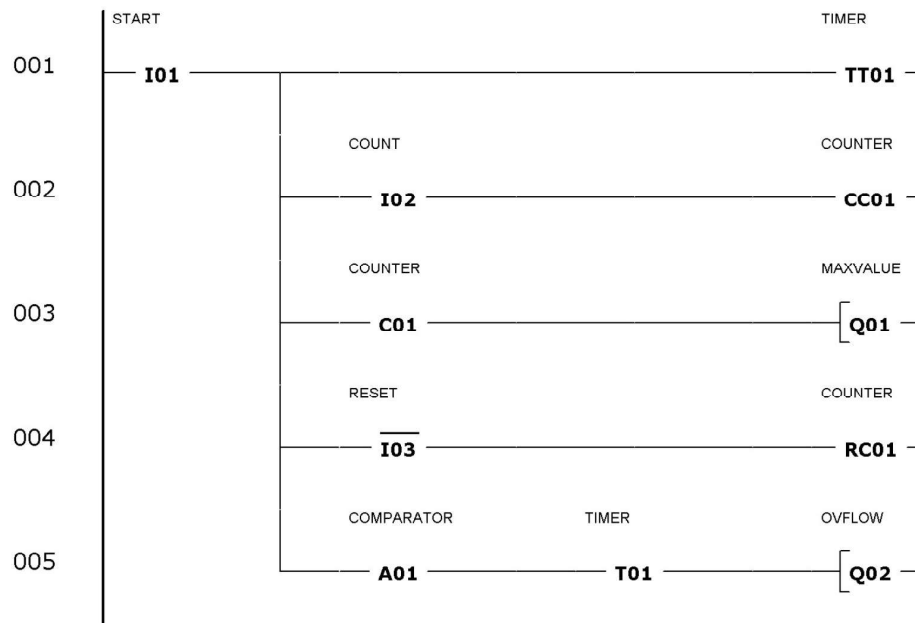 START TIMER
001 I01 TT01
COUNT COUNTER
002 I02 CC01
COUNTER MAXVALUE
003 C01 Q01
RESET COUNTER
004 I03 RC01
COMPARATOR TIMER OVFLOW
005 A01 T01 Q02